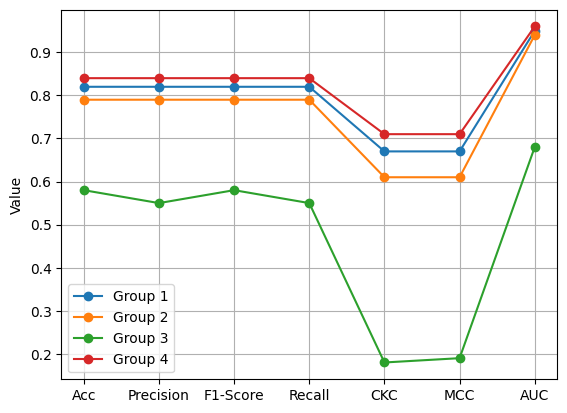 Value
0.9
0.8
0.7
0.6
0.5
0.4
0.3
0.2
Group 1
Group 2
Group 3
Group 4
Acc Precision F1-Score Recall CKC MCC AUC